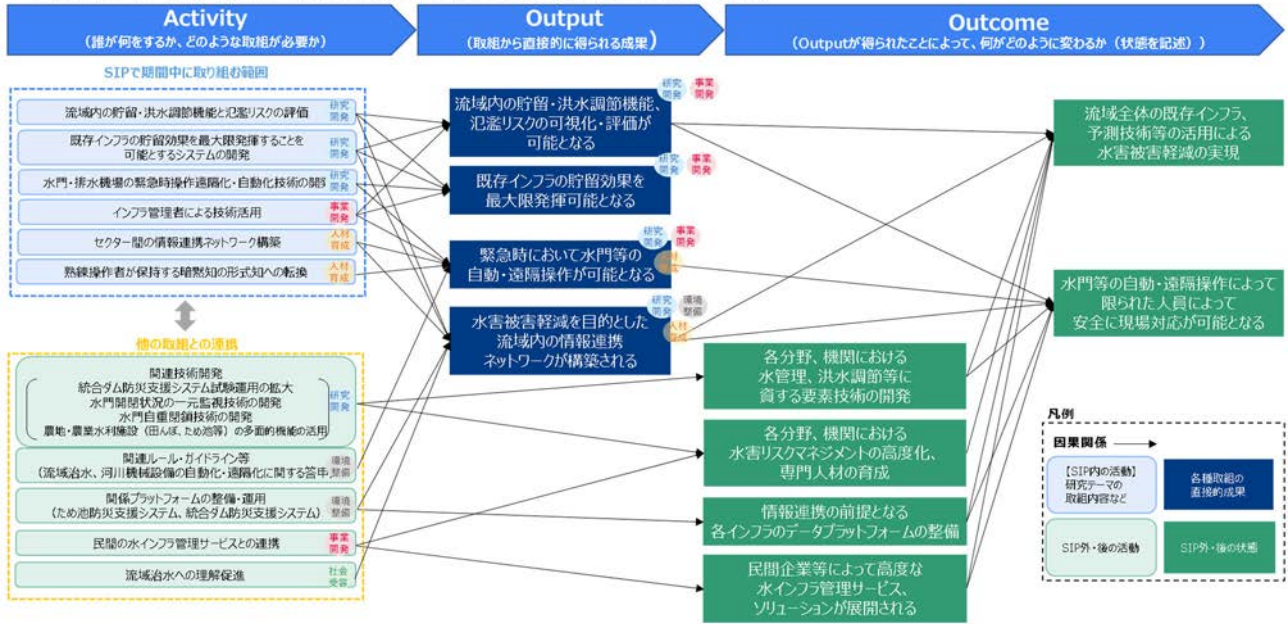 Activity
(誰が何をするか、どのような取組が必要か)
Output
(取組から直接的に得られる成果)
Outcome
(Outputが得られたことによって、何がどのように変わるか(状態を記述))
SIPで期間中に取り組む範囲
流域内の貯留・洪水調節機能と氾濫リスクの評価
研究
開発
既存インフラの貯留効果を最大限発揮することを
可能とするシステムの開発
研究
開発
水門・排水機場の緊急時操作遠隔化・自動化技術の開発
研究
開発
インフラ管理者による技術活用
事業
開発
セクター間の情報連携ネットワーク構築
人材
育成
熟練操作者が保持する暗黙知の形式知への転換
人材
育成
他の取組との連携
関連技術開発
統合ダム防災支援システム試験運用の拡大
水門開閉状況の一元監視技術の開発
水門自重閉鎖技術の開発
農地・農業水利施設(田んぼ、ため池等)の多面的機能の活用
研究
開発
関連ルール・ガイドライン等
(流域治水、河川機械設備の自動化・遠隔化に関する答申
環境
整備
関係プラットフォームの整備・運用
(ため池防災支援システム、統合ダム防災支援システム)
環境
整備
民間の水インフラ管理サービスとの連携
事業
開発
流域治水への理解促進
社会
受容
研究
開発
事業
開発
流域内の貯留・洪水調節機能、
氾濫リスクの可視化・評価が
可能となる
研究
開発
事業
開発
既存インフラの貯留効果を
最大限発揮可能となる
研究
開発
事業
開発
緊急時において水門等の
自動・遠隔操作が可能となる
研究
開発
環境
整備
人材
育成
水害被害軽減を目的とした
流域内の情報連携
ネットワークが構築される
各分野、機関における
水管理、洪水調節等に
資する要素技術の開発
各分野、機関における
水害リスクマネジメントの高度化、
専門人材の育成
情報連携の前提となる
各インフラのデータプラットフォームの整備
民間企業等によって高度な
水インフラ管理サービス、
ソリューションが展開される
流域全体の既存インフラ、
予測技術等の活用による
水害被害軽減の実現
水門等の自動・遠隔操作によって
限られた人員によって
安全に現場対応が可能となる
凡例
因果関係
【SIP内の活動】
研究テーマの
取組内容など
各種取組の
直接的成果
SIP外・後の活動
SIP外・後の状態